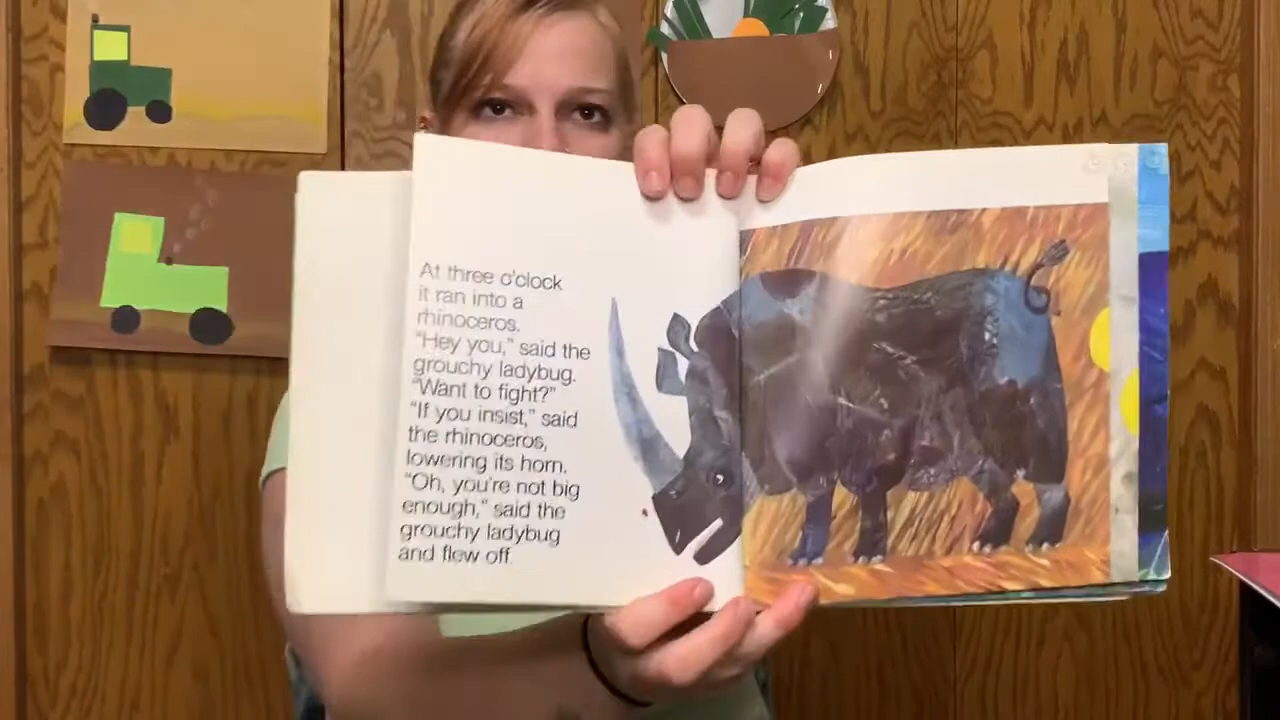 At three o'clock
it ran into a
rhinoceros.
"Hey you," said the
grouchy ladybug.
"Want to fight?"
"If you insist," said
the rhinoceros,
lowering its horn.
"Oh, you're not big
enough," said the
grouchy ladybug
and flew off.